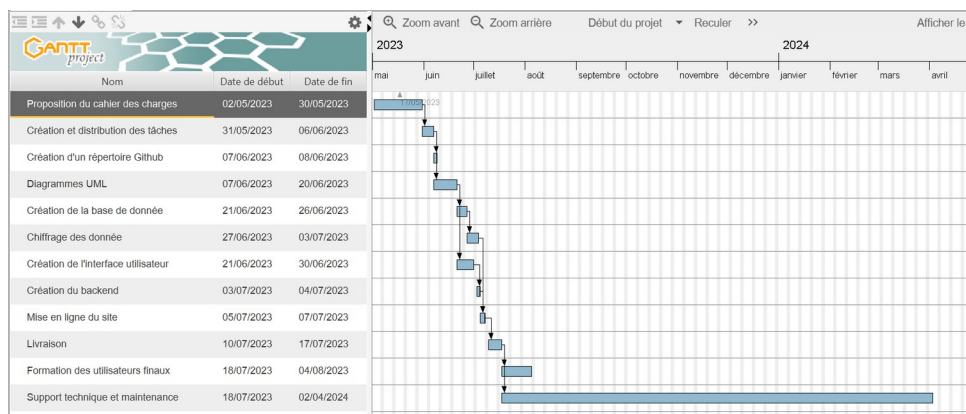 Zoom avant Zoom arrière Début du projet Reculer >> Afficher le
GANTT project
2023 2024
Nom Date de début Date de fin
mai juin juillet août septembre octobre novembre décembre janvier février mars avril
17/05/2023
Proposition du cahier des charges 02/05/2023 30/05/2023
Création et distribution des tâches 31/05/2023 06/06/2023
Création d'un répertoire Github 07/06/2023 08/06/2023
Diagrammes UML 07/06/2023 20/06/2023
Création de la base de donnée 21/06/2023 26/06/2023
Chiffrage des donnée 27/06/2023 03/07/2023
Création de l'interface utilisateur 21/06/2023 30/06/2023
Création du backend 03/07/2023 04/07/2023
Mise en ligne du site 05/07/2023 07/07/2023
Livraison 10/07/2023 17/07/2023
Formation des utilisateurs finaux 18/07/2023 04/08/2023
Support technique et maintenance 18/07/2023 02/04/2024